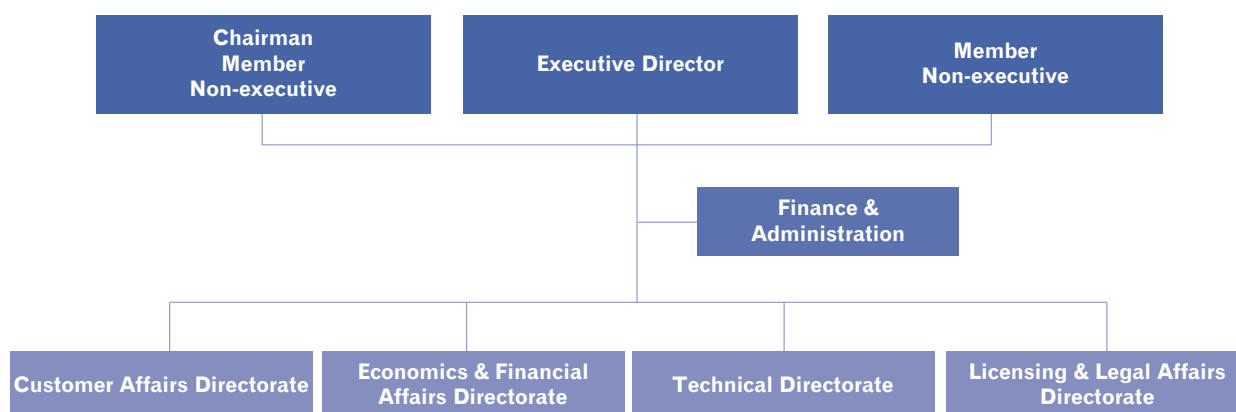 Chairman
Member
Non-executive
Executive Director
Member
Non-executive
Finance &
Administration
Customer Affairs Directorate
Economics & Financial
Affairs Directorate
Technical Directorate
Licensing & Legal Affairs
Directorate